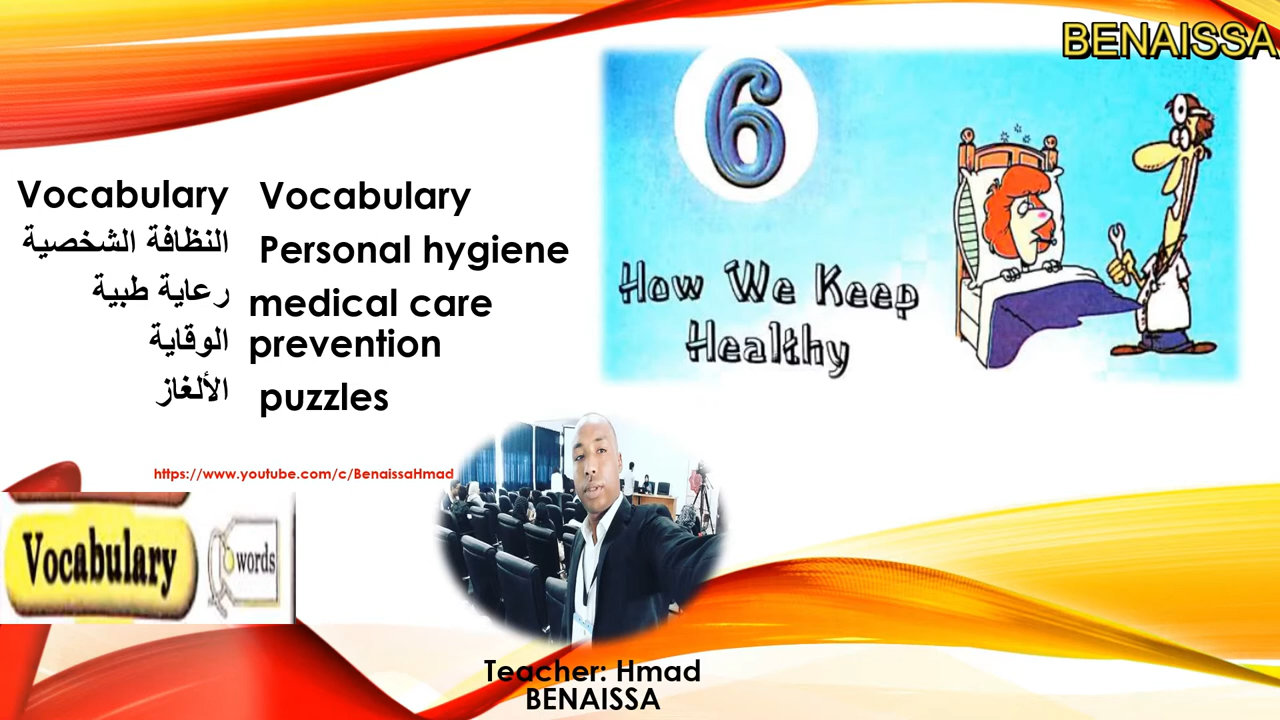 BENAISSA
6
How We Keep
Healthy
Vocabulary
النظافة الشخصية
رعاية طبية
الوقاية
الألغاز
Vocabulary
Personal hygiene
medical care
prevention
puzzles
https://www.youtube.com/c/BenaissaHmad
Vocabulary
words
Teacher: Hmad
BENAISSA